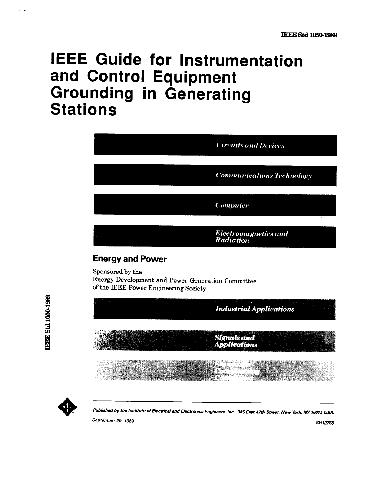 IEEE Std 1050-1989
IEEE Guide for Instrumentation
and Control Equipment
Grounding in Generating
Stations
Circuits and Devices
Communications Technology
Computer
Electromagnetics and
Radiation
Energy and Power
Sponsored by the
Energy Development and Power Generation Committee
of the IEEE Power Engineering Society
Industrial Applications
Signals and
Applications
IEEE Std 1050-1989
Published by the Institute of Electrical and Electronics Engineers, Inc. 345 East 47th Street, New York, NY 10017, USA.
September 1989